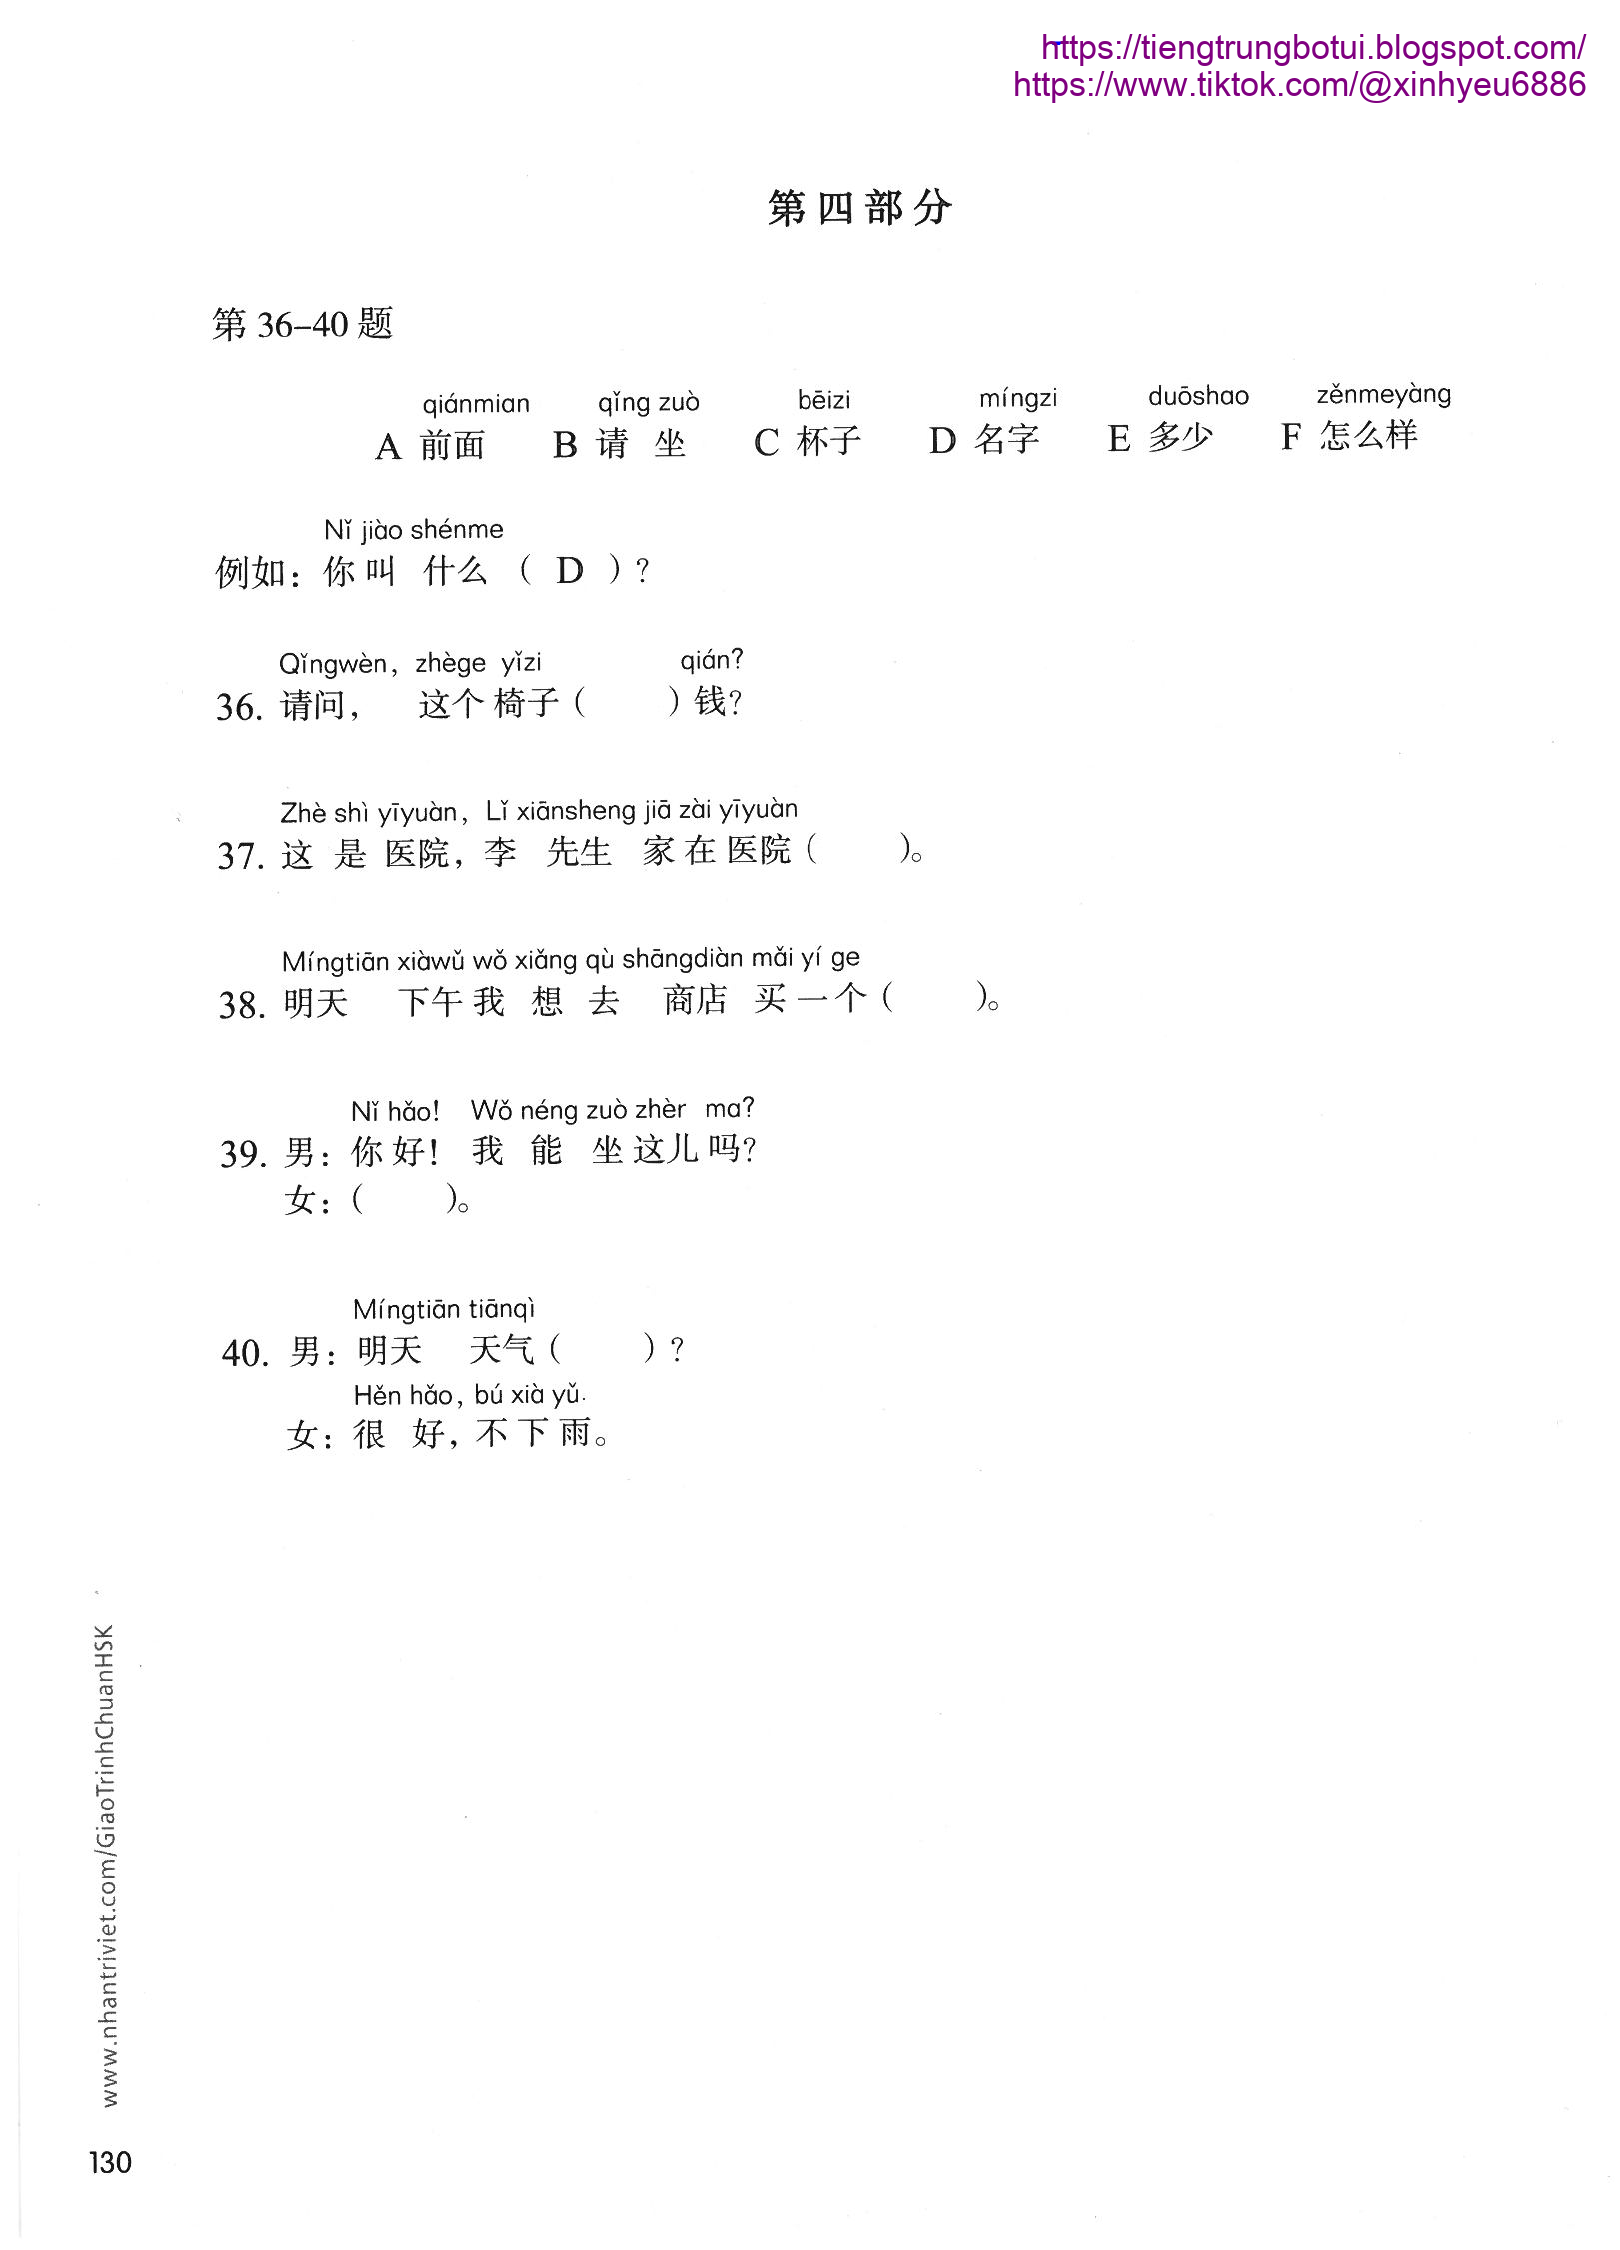 https://tiengtrungbotui.blogspot.com/
https://www.tiktok.com/@xinhyeu6886
第四部分
第 36–40 题
qiánmian qǐng zuò bēizi míngzi duōshao zěnmeyàng
A 前面 B 请 坐 C 杯子 D 名字 E 多少 F 怎么样
Nǐ jiào shénme
例如：你 叫 什么 （ D ）？
Qǐngwèn, zhège yǐzi qián?
36. 请问， 这个 椅子（ ）钱？
Zhè shì yīyuàn, Lǐ xiānsheng jiā zài yīyuàn
37. 这 是 医院，李 先生 家 在 医院（ ）。
Míngtiān xiàwǔ wǒ xiǎng qù shāngdiàn mǎi yí ge
38. 明天 下午 我 想 去 商店 买 一 个（ ）。
Nǐ hǎo! Wǒ néng zuò zhèr ma?
39. 男：你 好！ 我 能 坐 这儿 吗？
女：（ ）。
Míngtiān tiānqì
40. 男：明天 天气（ ）？
Hěn hǎo, bú xià yǔ.
女：很 好，不 下 雨。
www.nhantriviet.com/GiaoTrinhChuanHSK
130